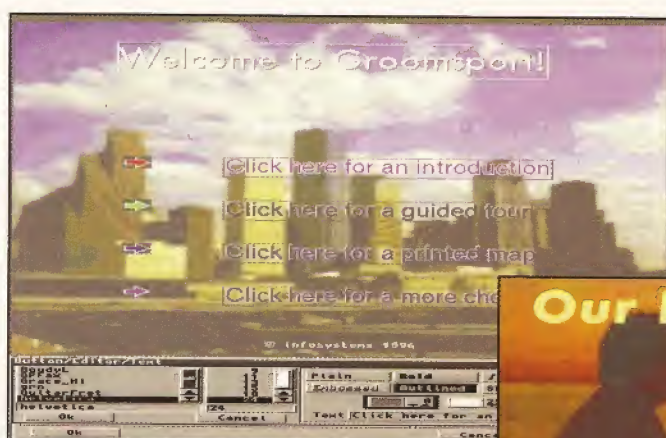 Welcome to Groomsport!
Click here for an introduction
Click here for a guided tour
Click here for a printed map
Click here for a more
© Infosystems 1996
Button/Editor/Text
Plain Bold
Embossed Outlined
Helvetica
helvetica 24
Ok Cancel
Text Click here for an
Ok
Our